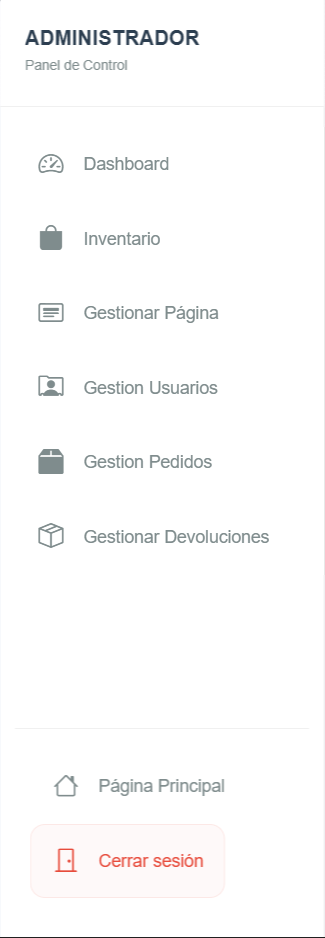 ADMINISTRADOR
Panel de Control
Dashboard
Inventario
Gestionar Página
Gestion Usuarios
Gestion Pedidos
Gestionar Devoluciones
Página Principal
Cerrar sesión